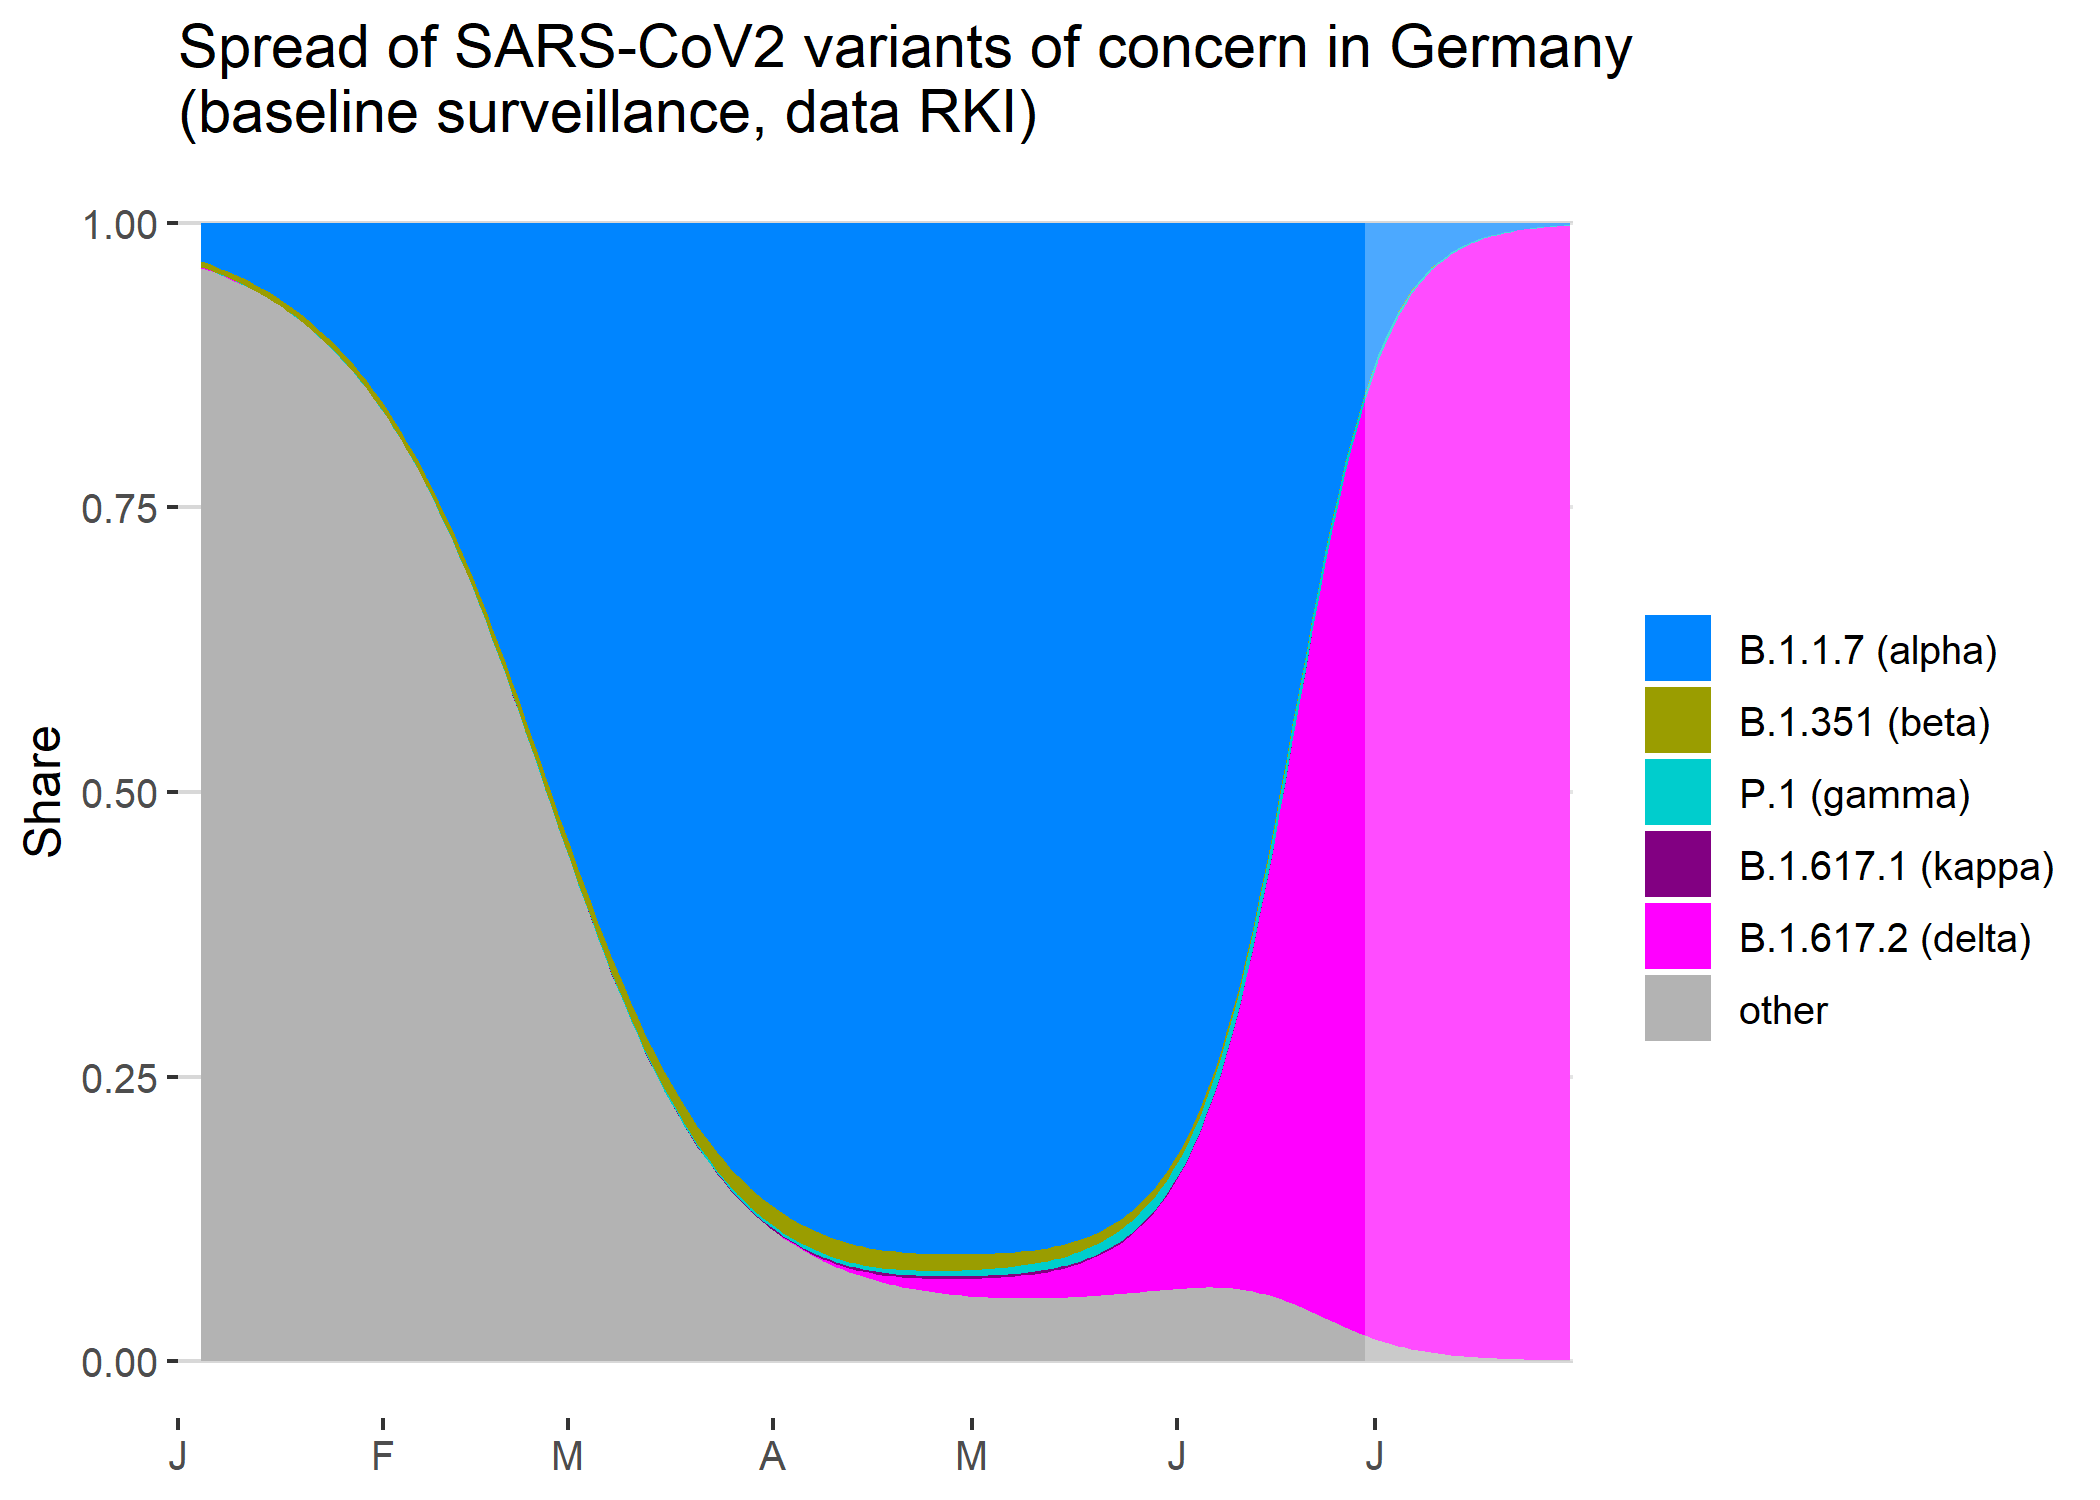 Spread of SARS-CoV2 variants of concern in Germany
(baseline surveillance, data RKI)
1.00
0.75
0.50
0.25
0.00
Share
J F M A M J J
B.1.1.7 (alpha)
B.1.351 (beta)
P.1 (gamma)
B.1.617.1 (kappa)
B.1.617.2 (delta)
other